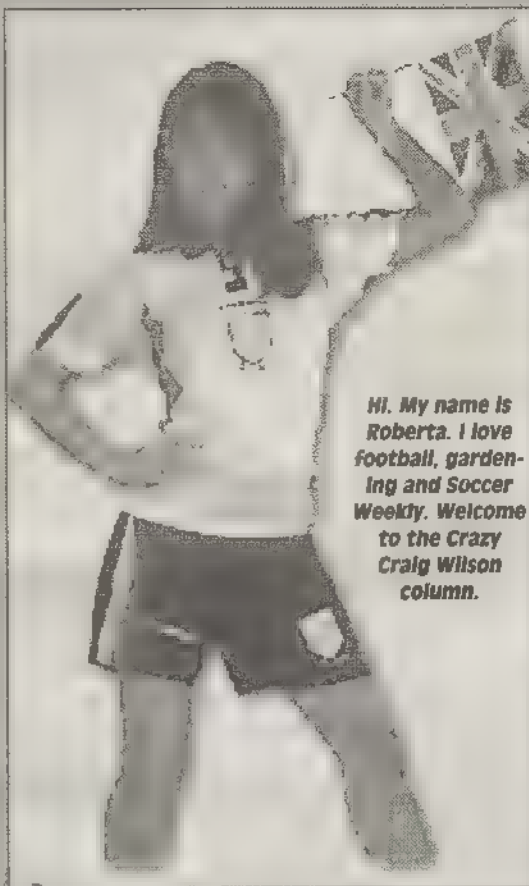 Hi. My name is
Roberta. I love
football, garden-
ing and Soccer
Weekly. Welcome
to the Crazy
Craig Wilson
column.